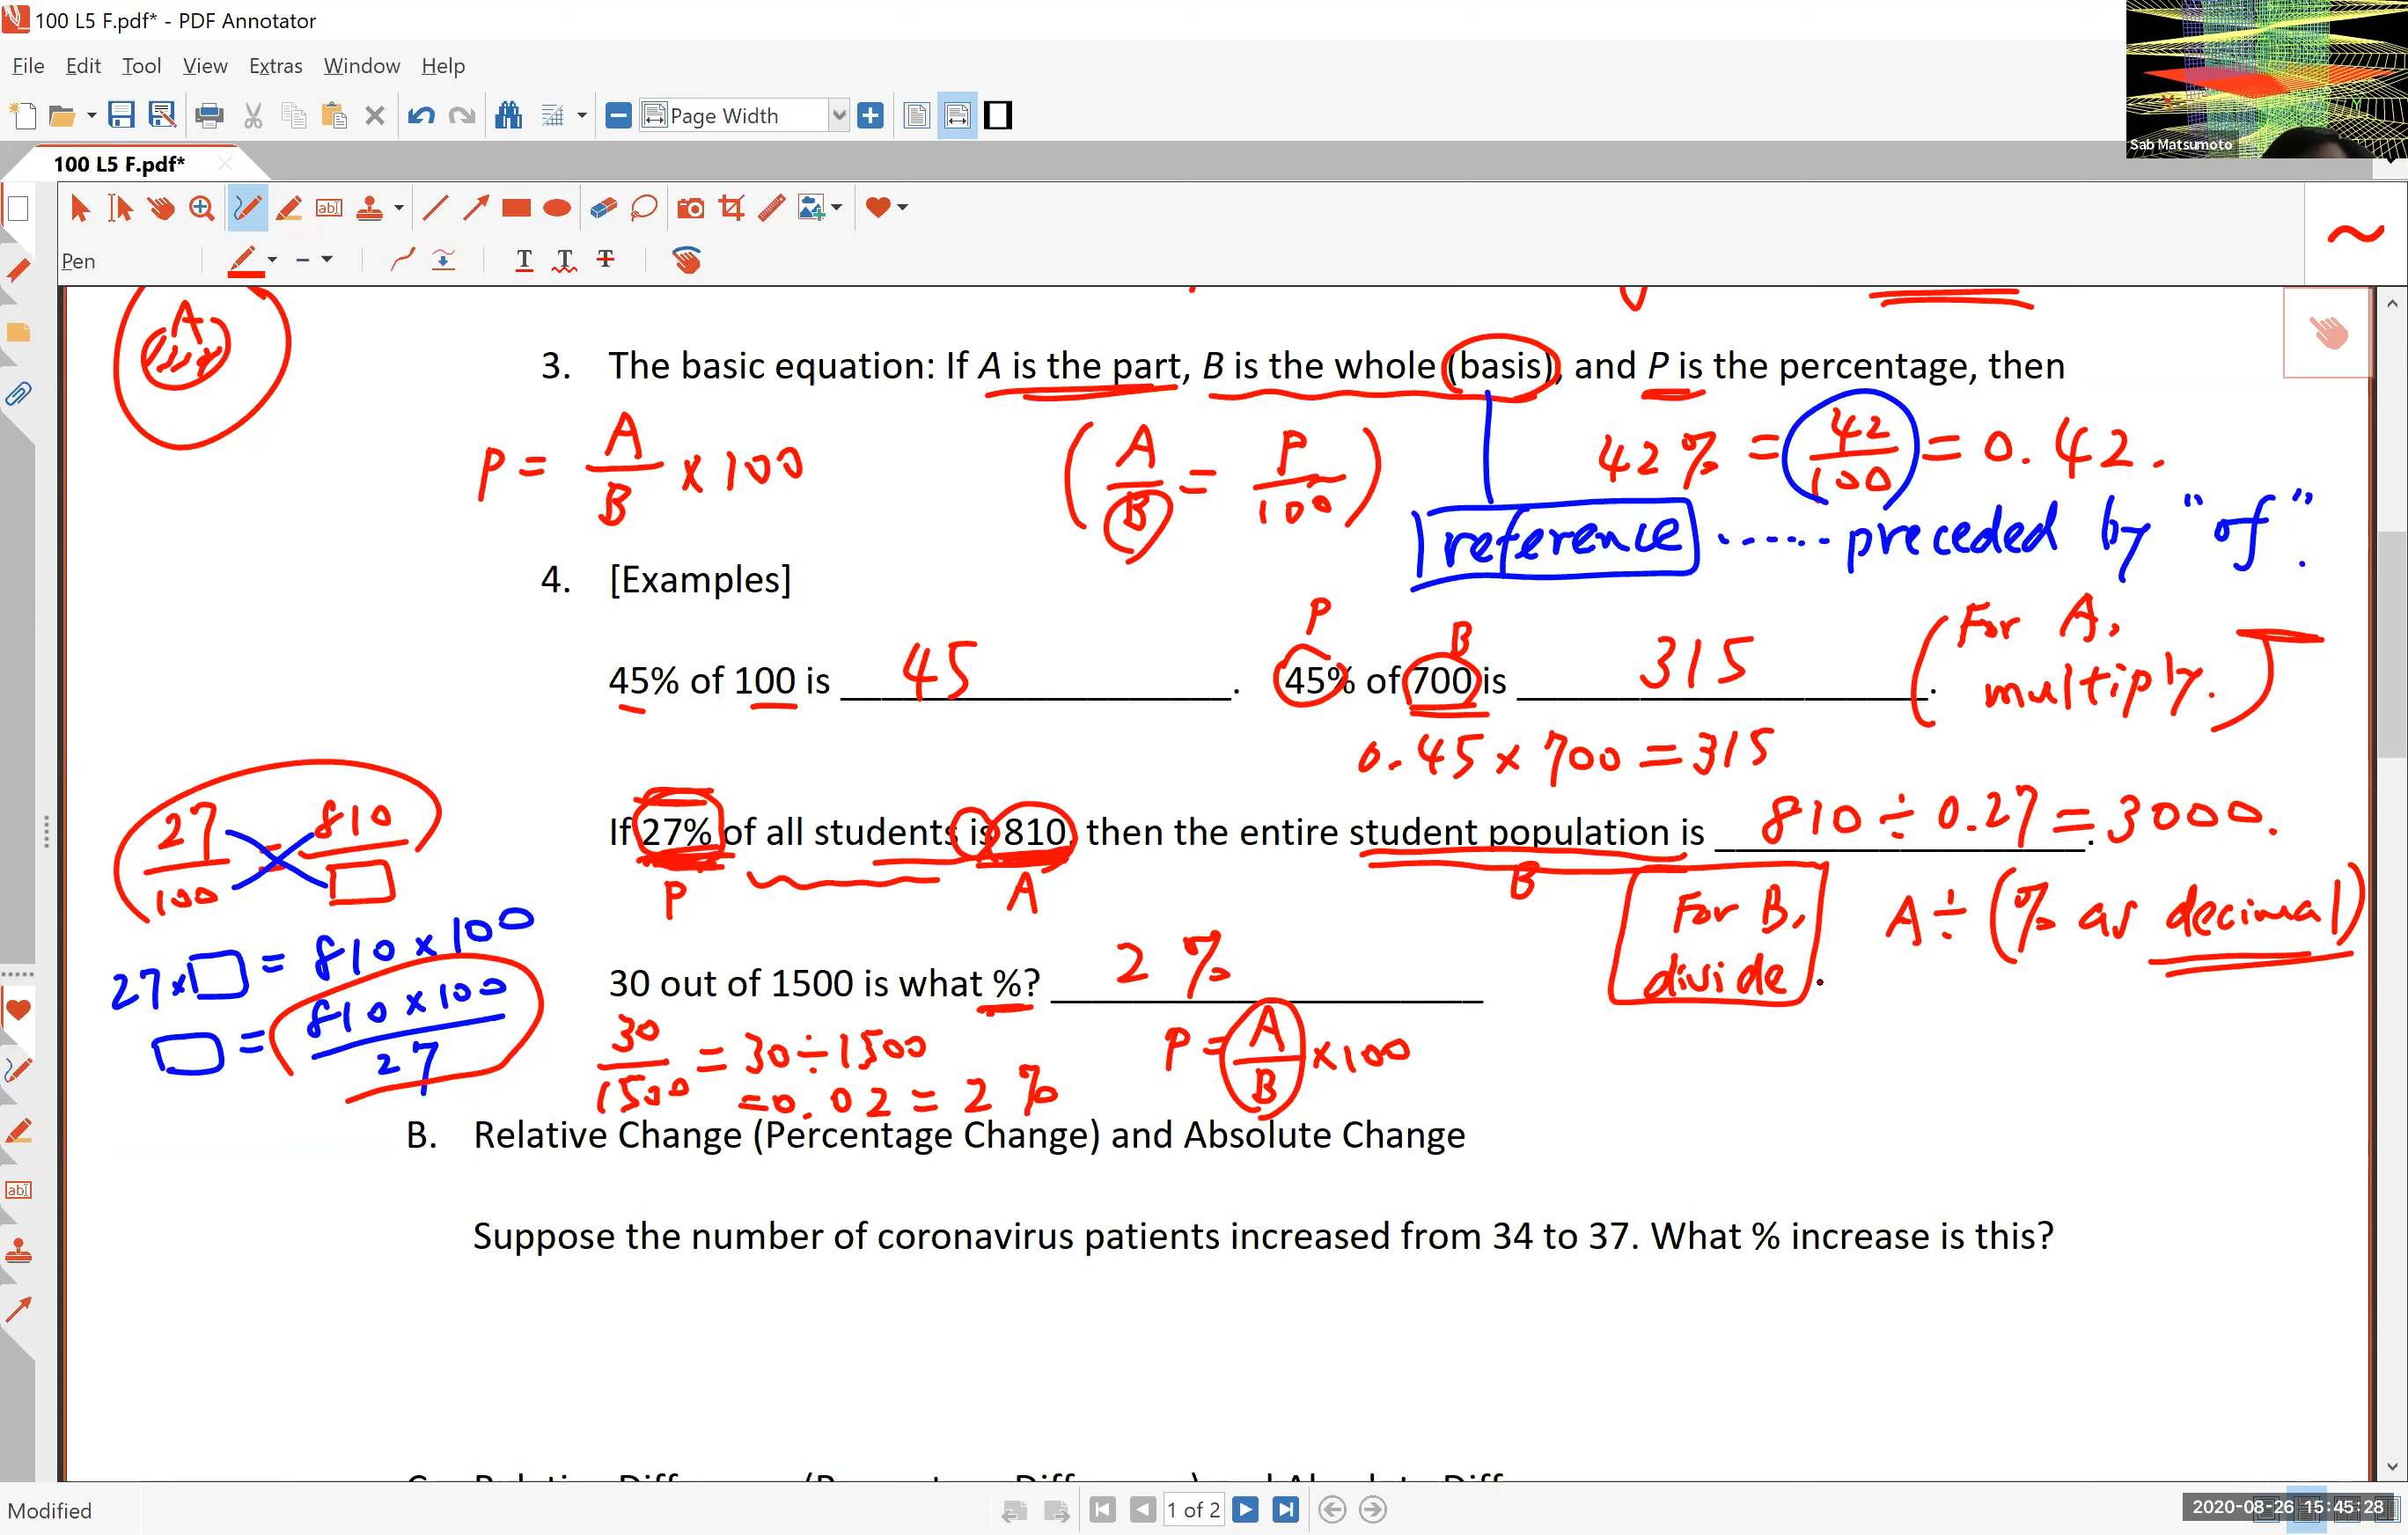 100 L5 F.pdf* - PDF Annotator
File Edit Tool View Extras Window Help
Page Width
100 L5 F.pdf*
Sab Matsumoto
Pen
A
3. The basic equation: If A is the part, B is the whole (basis), and P is the percentage, then
P = A/B × 100
(A/B = P/100)
42% = 42/100 = 0.42.
reference ...... preceded by "of".
4. [Examples]
P
B
45% of 100 is 45.
45% of 700 is 315.
(For A, multiply.)
0.45 × 700 = 315
27/100 = 810/□
If 27% of all students is 810, then the entire student population is 810 ÷ 0.27 = 3000.
P
A
B
For B, divide.
A ÷ (% as decimal)
27 × □ = 810 × 100
□ = 810 × 100/27
30 out of 1500 is what %? 2%
30/1500 = 30 ÷ 1500
= 0.02 = 2%
P = A/B × 100
B. Relative Change (Percentage Change) and Absolute Change
Suppose the number of coronavirus patients increased from 34 to 37. What % increase is this?
Modified
1 of 2
2020-08-26 15:45:28